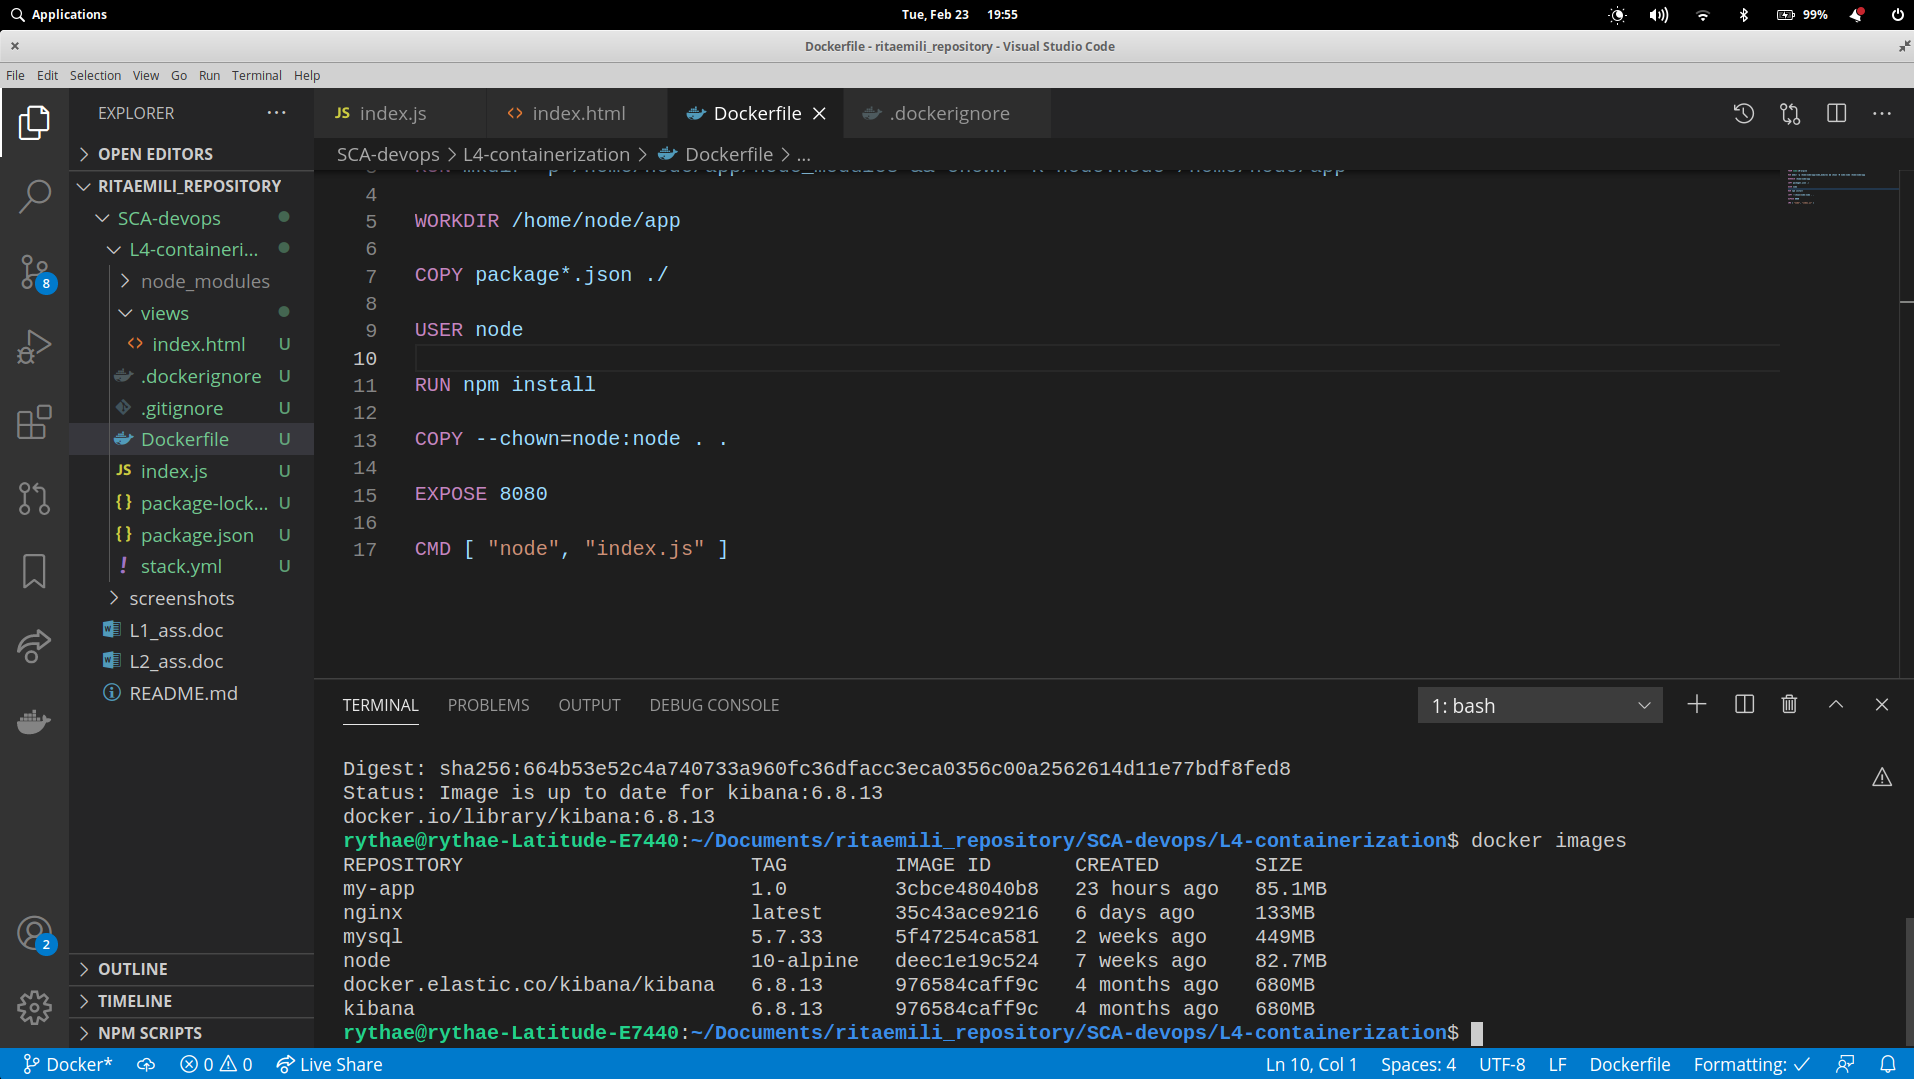 Applications
Tue, Feb 23 19:55
99%
Dockerfile - ritaemili_repository - Visual Studio Code
File Edit Selection View Go Run Terminal Help
EXPLORER
OPEN EDITORS
RITAEMILI_REPOSITORY
SCA-devops
L4-containeri...
node_modules
views
index.html U
.dockerignore U
.gitignore U
Dockerfile U
index.js U
package-lock... U
package.json U
stack.yml U
screenshots
L1_ass.doc
L2_ass.doc
README.md
OUTLINE
TIMELINE
NPM SCRIPTS
8
2
JS index.js
index.html
Dockerfile
.dockerignore
SCA-devops > L4-containerization > Dockerfile > ...
4
5 WORKDIR /home/node/app
6
7 COPY package*.json ./
8
9 USER node
10
11 RUN npm install
12
13 COPY --chown=node:node . .
14
15 EXPOSE 8080
16
17 CMD [ "node", "index.js" ]
TERMINAL PROBLEMS OUTPUT DEBUG CONSOLE
1: bash
Digest: sha256:664b53e52c4a740733a960fc36dfacc3eca0356c00a2562614d11e77bdf8fed8
Status: Image is up to date for kibana:6.8.13
docker.io/library/kibana:6.8.13
rythae@rythae-Latitude-E7440:~/Documents/ritaemili_repository/SCA-devops/L4-containerization$ docker images
REPOSITORY TAG IMAGE ID CREATED SIZE
my-app 1.0 3cbce48040b8 23 hours ago 85.1MB
nginx latest 35c43ace9216 6 days ago 133MB
mysql 5.7.33 5f47254ca581 2 weeks ago 449MB
node 10-alpine deec1e19c524 7 weeks ago 82.7MB
docker.elastic.co/kibana/kibana 6.8.13 976584caff9c 4 months ago 680MB
kibana 6.8.13 976584caff9c 4 months ago 680MB
rythae@rythae-Latitude-E7440:~/Documents/ritaemili_repository/SCA-devops/L4-containerization$
Docker* 0 0 Live Share
Ln 10, Col 1 Spaces: 4 UTF-8 LF Dockerfile Formatting: ✓